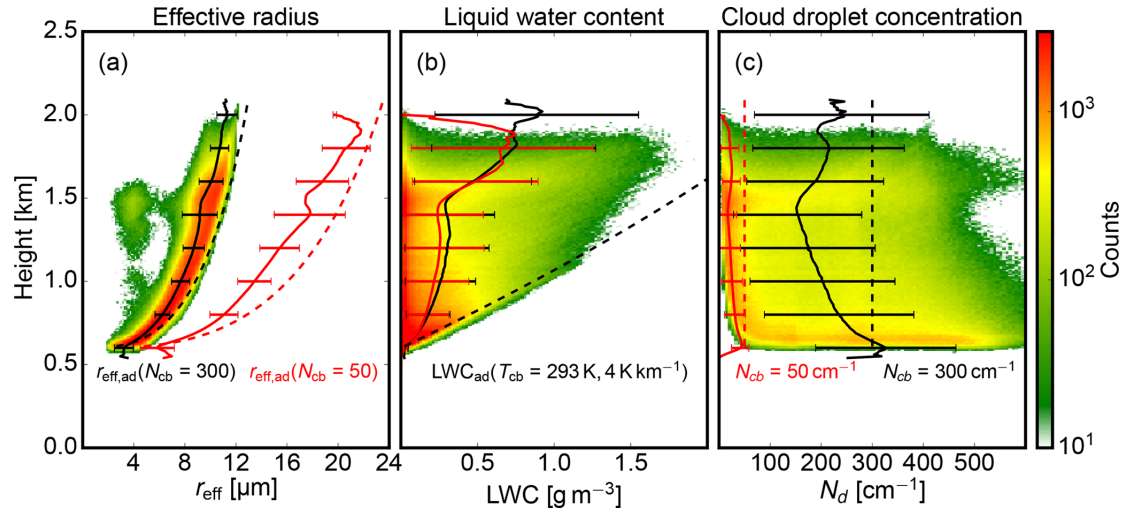 Effective radius
Liquid water content
Cloud droplet concentration
2.5
2.0
1.5
1.0
0.5
0.0
Height [km]
(a)
(b)
(c)
r_eff,ad(N_cb = 300)
r_eff,ad(N_cb = 50)
LWC_ad(T_cb = 293 K, 4 K km⁻¹)
N_cb = 50 cm⁻¹
N_cb = 300 cm⁻¹
4 8 12 16 20 24
0.5 1.0 1.5
100 200 300 400 500
r_eff [µm]
LWC [g m⁻³]
N_d [cm⁻¹]
10³
10²
10¹
Counts